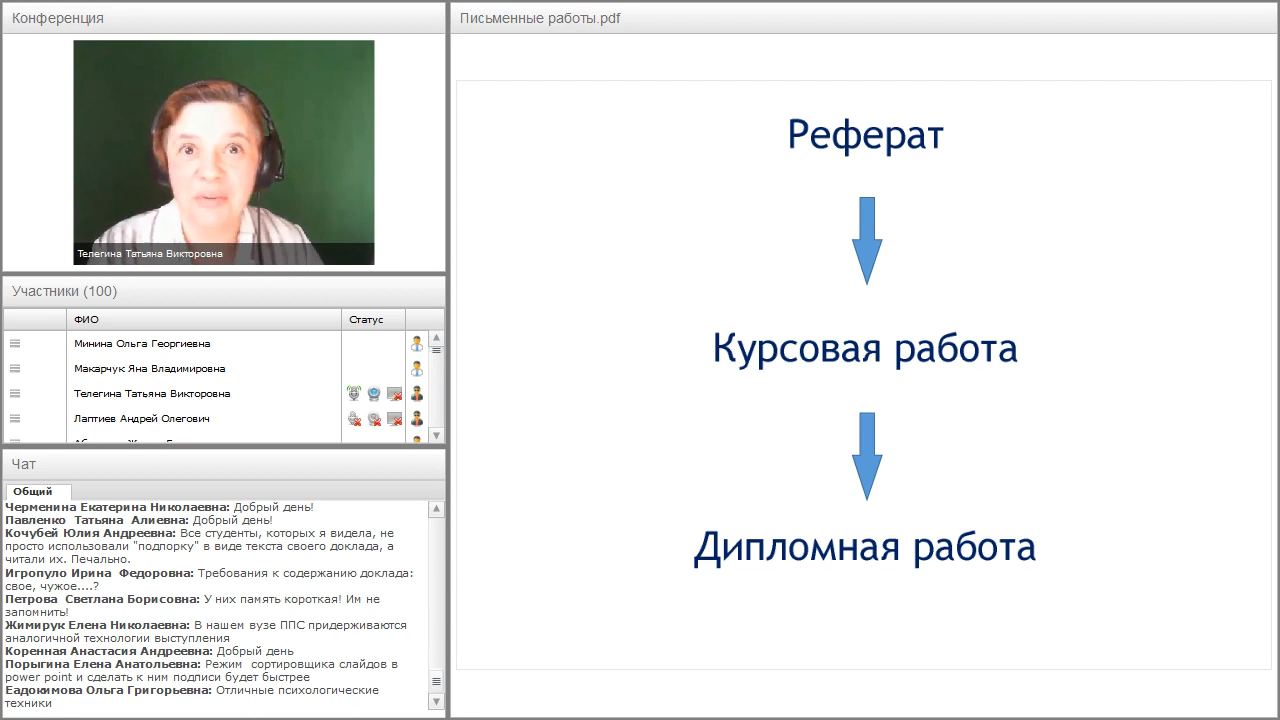 Конференция
Телегина Татьяна Викторовна
Участники (100)
ФИО
Статус
Минина Ольга Георгиевна
Макарчук Яна Владимировна
Телегина Татьяна Викторовна
Лаптиев Андрей Олегович
Чат
Общий
Черменина Екатерина Николаевна: Добрый день!
Павленко Татьяна Алиевна: Добрый день!
Кочубей Юлия Андреевна: Все студенты, которых я видела, не
просто использовали "подпорку" в виде текста своего доклада, а
читали их. Печально.
Игропуло Ирина Федоровна: Требования к содержанию доклада:
свое, чужое....?
Петрова Светлана Борисовна: У них память короткая! Им не
запомнить!
Жимирук Елена Николаевна: В нашем вузе ППС придерживаются
аналогичной технологии выступления
Коренная Анастасия Андреевна: Добрый день
Порыгина Елена Анатольевна: Режим сортировщика слайдов в
power point и сделать к ним подписи будет быстрее
Еадокимова Ольга Григорьевна: Отличные психологические
техники
Письменные работы.pdf
Реферат
Курсовая работа
Дипломная работа